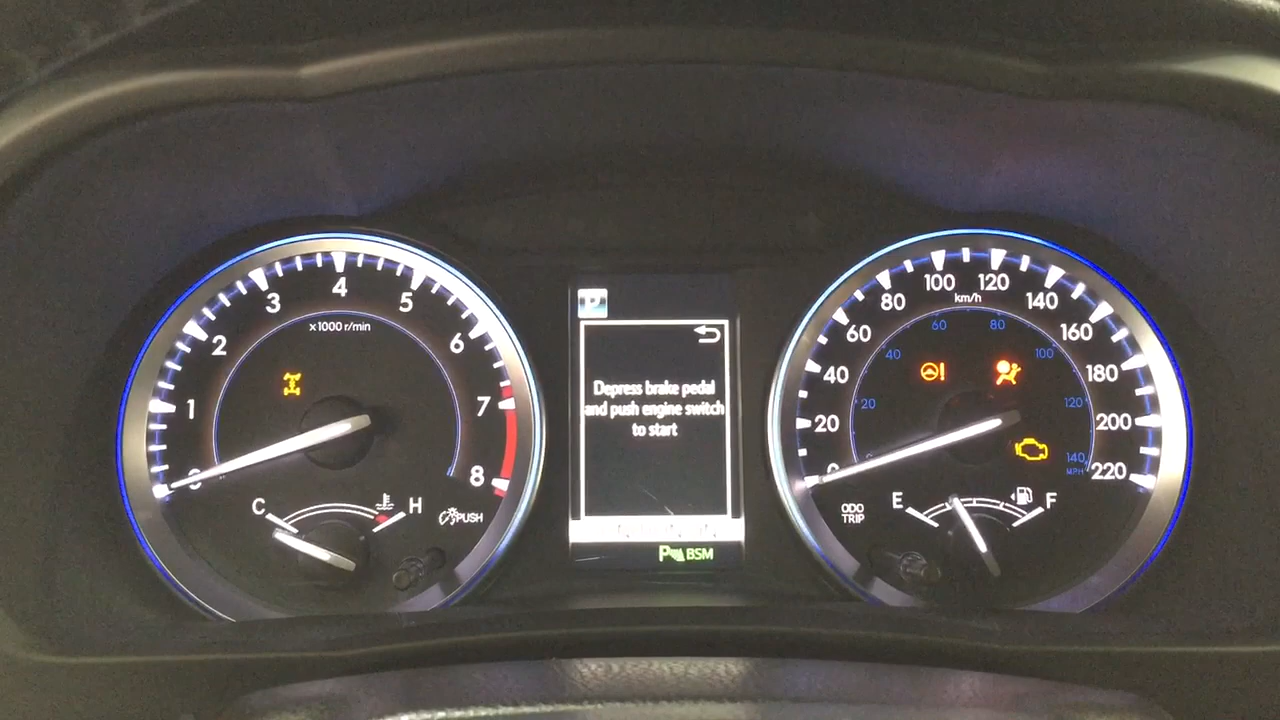 4
3
5
x1000 r/min
2
6
1
7
0
8
C
H
PUSH
P
Depress brake pedal
and push engine switch
to start
P BSM
100
120
80
km/h
140
60
80
60
160
40
100
40
180
20
120
20
200
0
140
MPH
220
E
F
ODO
TRIP